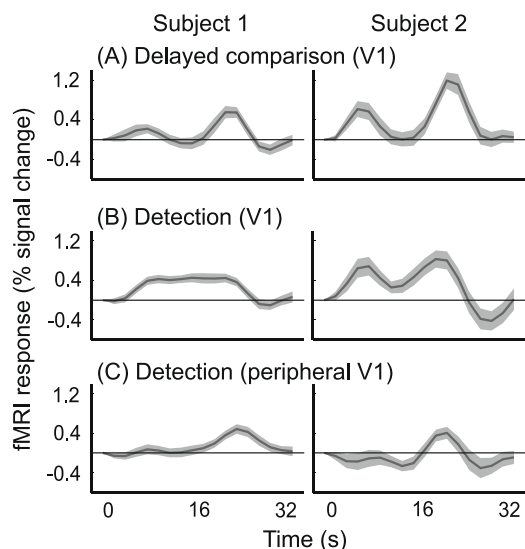 Subject 1 Subject 2
(A) Delayed comparison (V1)
1.2
0.4
-0.4
(B) Detection (V1)
1.2
0.4
-0.4
(C) Detection (peripheral V1)
1.2
0.4
-0.4
0 16 32 0 16 32
Time (s)
fMRI response (% signal change)